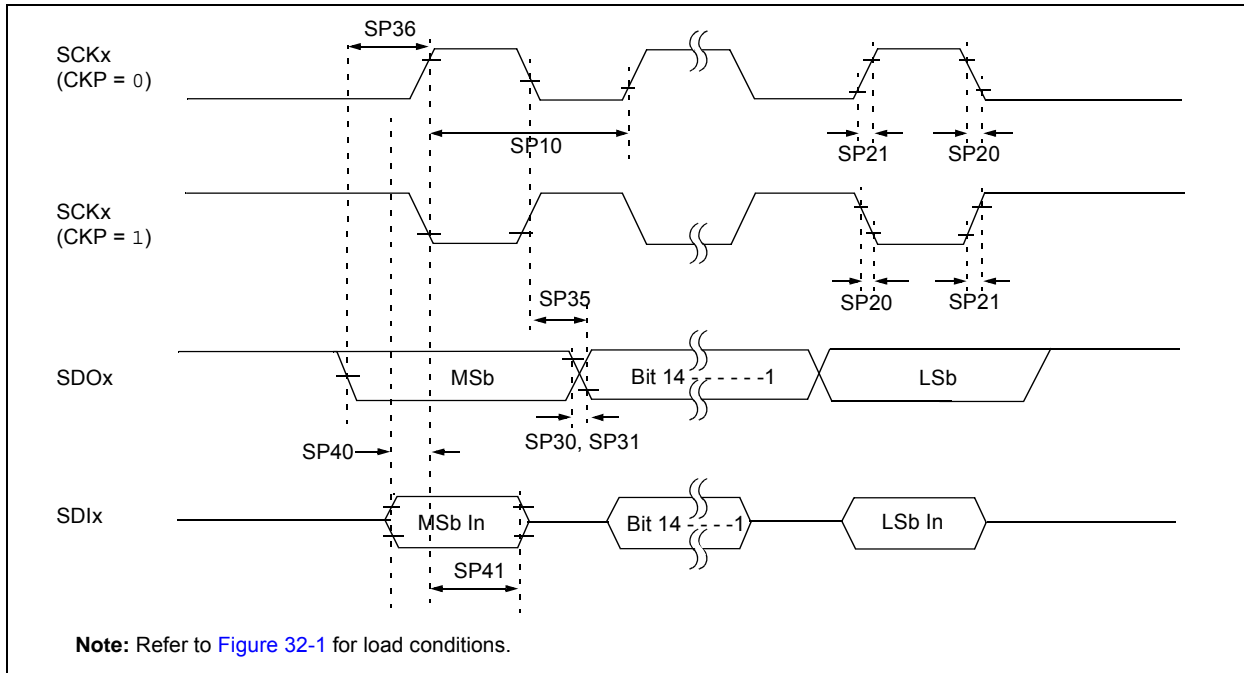 SP36
SCKx
(CKP = 0)
SP10
SP21
SP20
SCKx
(CKP = 1)
SP35
SP20
SP21
SDOx
MSb
Bit 14 - - - - - -1
LSb
SP40
SP30, SP31
SDIx
MSb In
Bit 14 - - - -1
LSb In
SP41
Note: Refer to Figure 32-1 for load conditions.